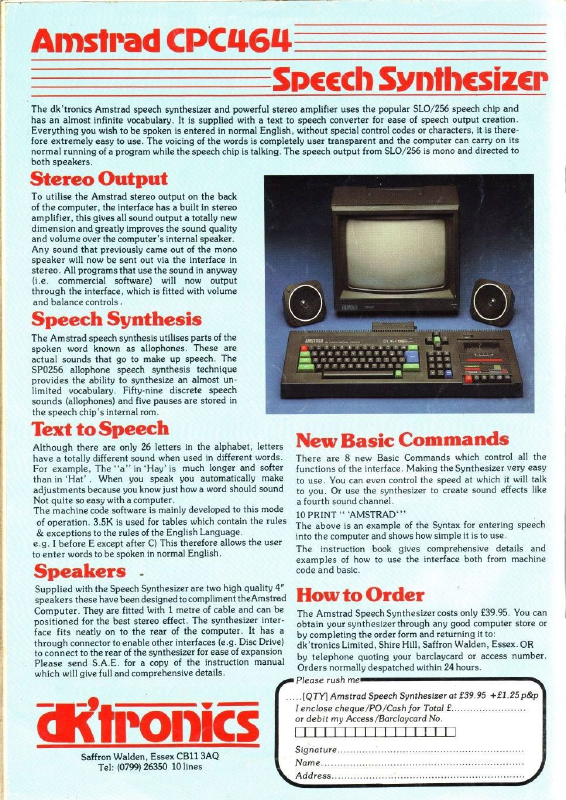 Amstrad CPC464
Speech Synthesizer
The dk'tronics Amstrad speech synthesizer and powerful stereo amplifier uses the popular SLO/256 speech chip and
has an almost infinite vocabulary. It is supplied with a text to speech converter for ease of speech output creation.
Everything you wish to be spoken is entered in normal English, without special control codes or characters, it is there-
fore extremely easy to use. The voicing of the words is completely user transparent and the computer can carry on its
normal running of a program while the speech chip is talking. The speech output from SLO/256 is mono and directed to
both speakers.
Stereo Output
To utilise the Amstrad stereo output on the back
of the computer, the interface has a built in stereo
amplifier, this gives all sound output a totally new
dimension and greatly improves the sound quality
and volume over the computer's internal speaker.
Any sound that previously came out of the mono
speaker will now be sent out via the interface in
stereo. All programs that use the sound in anyway
(i.e. commercial software) will now output
through the interface, which is fitted with volume
and balance controls.
Speech Synthesis
The Amstrad speech synthesis utilises parts of the
spoken word known as allophones. These are
actual sounds that go to make up speech. The
SP0256 allophone speech synthesis technique
provides the ability to synthesize an almost un-
limited vocabulary. Fifty-nine discrete speech
sounds (allophones) and five pauses are stored in
the speech chip's internal rom.
Text to Speech
Although there are only 26 letters in the alphabet, letters
have a totally different sound when used in different words.
For example, The "a" in 'Hay' is much longer and softer
than in 'Hat'. When you speak you automatically make
adjustments because you know just how a word should sound
Not quite so easy with a computer.
The machine code software is mainly developed to this mode
of operation. 3.5K is used for tables which contain the rules
& exceptions to the rules of the English Language.
e.g. I before E except after C) This therefore allows the user
to enter words to be spoken in normal English.
Speakers -
Supplied with the Speech Synthesizer are two high quality 4"
speakers these have been designed to compliment the Amstrad
Computer. They are fitted with 1 metre of cable and can be
positioned for the best stereo effect. The synthesizer inter-
face fits neatly on to the rear of the computer. It has a
through connector to enable other interfaces (e.g. Disc Drive)
to connect to the rear of the synthesizer for ease of expansion
Please send S.A.E. for a copy of the instruction manual
which will give full and comprehensive details.
dk'tronics
Saffron Walden, Essex CB11 3AQ
Tel: (0799) 26350 10 lines
AMSTRAD
New Basic Commands
There are 8 new Basic Commands which control all the
functions of the interface. Making the Synthesizer very easy
to use. You can even control the speed at which it will talk
to you. Or use the synthesizer to create sound effects like
a fourth sound channel.
10 PRINT " 'AMSTRAD'"
The above is an example of the Syntax for entering speech
into the computer and shows how simple it is to use.
The instruction book gives comprehensive details and
examples of how to use the interface both from machine
code and basic.
How to Order
The Amstrad Speech Synthesizer costs only £39.95. You can
obtain your synthesizer through any good computer store or
by completing the order form and returning it to:
dk'tronics Limited, Shire Hill, Saffron Walden, Essex. OR
by telephone quoting your barclaycard or access number.
Orders normally despatched within 24 hours.
Please rush me
.....(QTY) Amstrad Speech Synthesizer at £39.95 +£1.25 p&p
I enclose cheque/PO/Cash for Total £....................
or debit my Access/Barclaycard No.
Signature..................................................
Name......................................................
Address...................................................